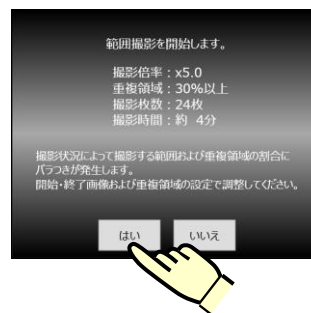 範囲撮影を開始します。
撮影倍率：x5.0
重複領域：30%以上
撮影枚数：24枚
撮影時間：約 4分
撮影状況によって撮影する範囲および重複領域の割合に
バラつきが発生します。
開始・終了画像および重複領域の設定で調整してください。
はい いいえ